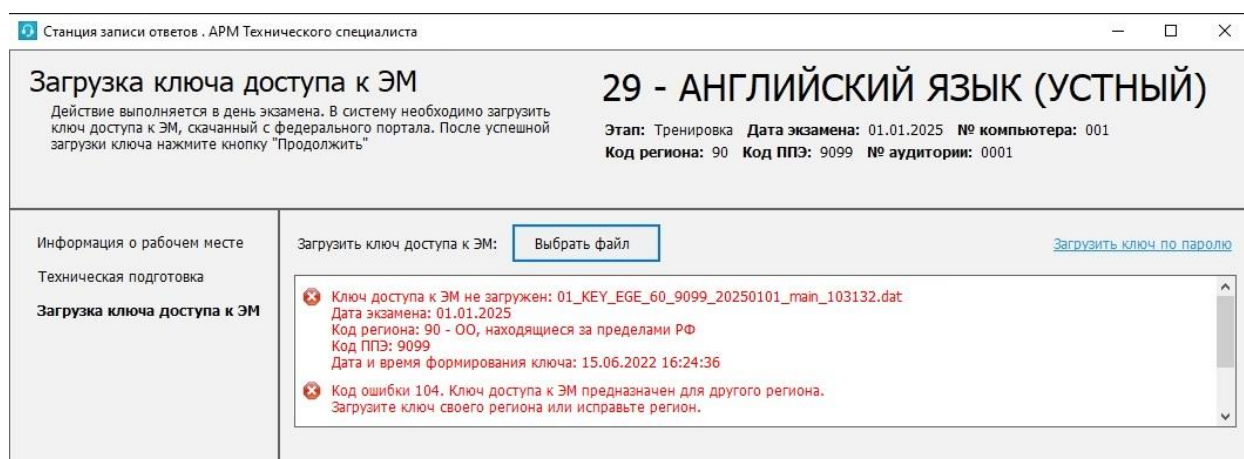 Станция записи ответов . АРМ Технического специалиста
Загрузка ключа доступа к ЭМ
Действие выполняется в день экзамена. В систему необходимо загрузить
ключ доступа к ЭМ, скачанный с федерального портала. После успешной
загрузки ключа нажмите кнопку "Продолжить"
29 - АНГЛИЙСКИЙ ЯЗЫК (УСТНЫЙ)
Этап: Тренировка Дата экзамена: 01.01.2025 № компьютера: 001
Код региона: 90 Код ППЭ: 9099 № аудитории: 0001
Информация о рабочем месте
Техническая подготовка
Загрузка ключа доступа к ЭМ
Загрузить ключ доступа к ЭМ: Выбрать файл Загрузить ключ по паролю
Ключ доступа к ЭМ не загружен: 01_KEY_EGE_60_9099_20250101_main_103132.dat
Дата экзамена: 01.01.2025
Код региона: 90 - ОО, находящиеся за пределами РФ
Код ППЭ: 9099
Дата и время формирования ключа: 15.06.2022 16:24:36
Код ошибки 104. Ключ доступа к ЭМ предназначен для другого региона.
Загрузите ключ своего региона или исправьте регион.